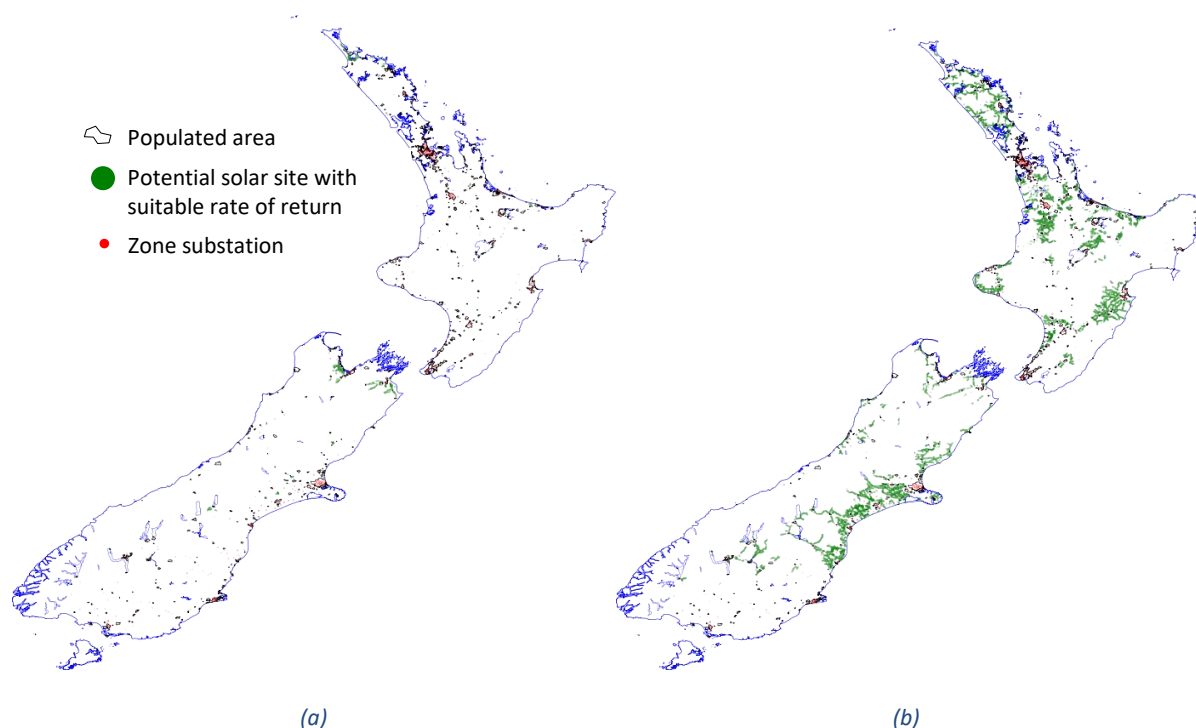 Populated area
Potential solar site with
suitable rate of return
Zone substation
(a)
(b)